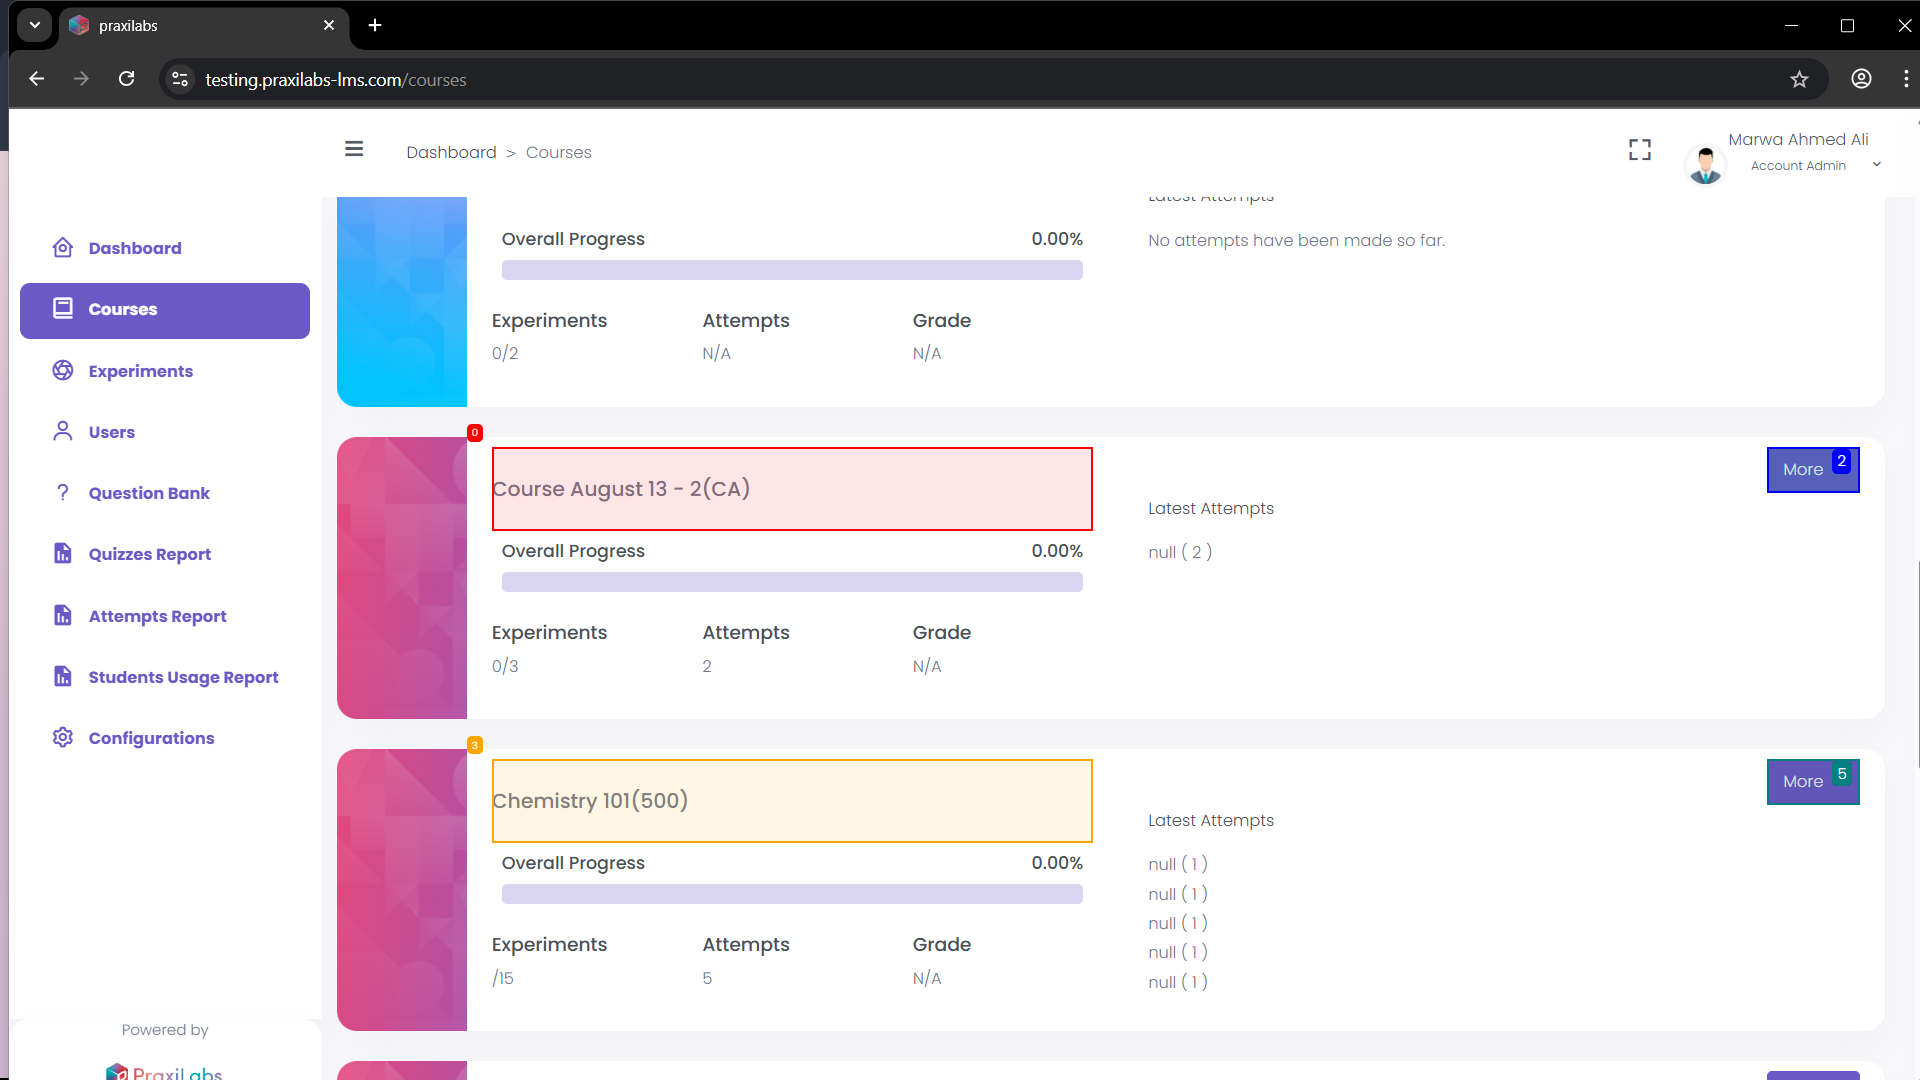 praxilabs
testing.praxilabs-lms.com/courses
Dashboard > Courses
Marwa Ahmed Ali
Account Admin
Dashboard
Courses
Experiments
Users
Question Bank
Quizzes Report
Attempts Report
Students Usage Report
Configurations
Powered by
PraxiLabs
Latest Attempts
Overall Progress 0.00%
No attempts have been made so far.
Experiments Attempts Grade
0/2 N/A N/A
0
Course August 13 - 2(CA)
More 2
Latest Attempts
Overall Progress 0.00%
null ( 2 )
Experiments Attempts Grade
0/3 2 N/A
3
Chemistry 101(500)
More 5
Latest Attempts
Overall Progress 0.00%
null ( 1 )
null ( 1 )
null ( 1 )
null ( 1 )
null ( 1 )
Experiments Attempts Grade
/15 5 N/A